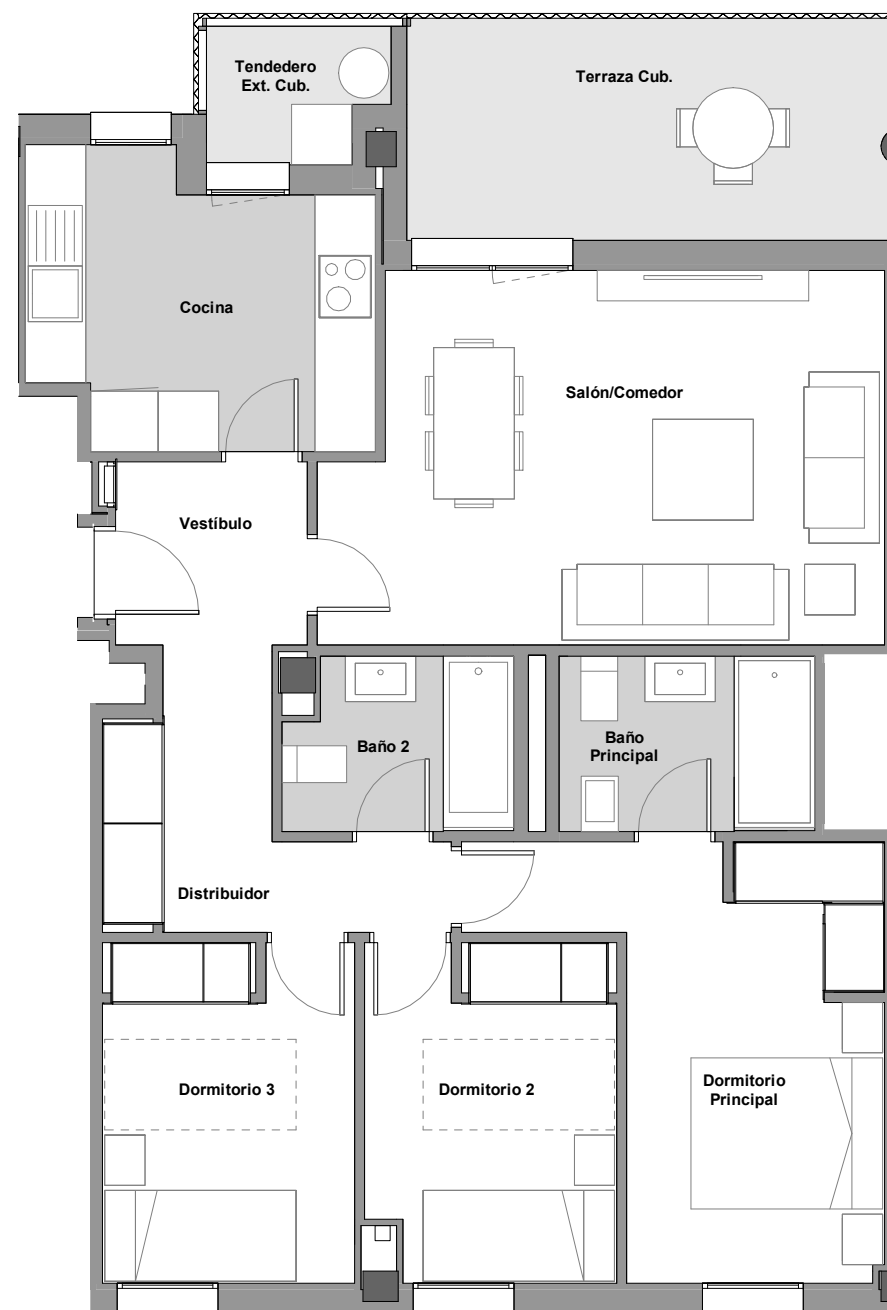 Tendedero
Ext. Cub.
Terraza Cub.
Cocina
Salón/Comedor
Vestíbulo
Baño 2
Baño
Principal
Distribuidor
Dormitorio 3
Dormitorio 2
Dormitorio
Principal